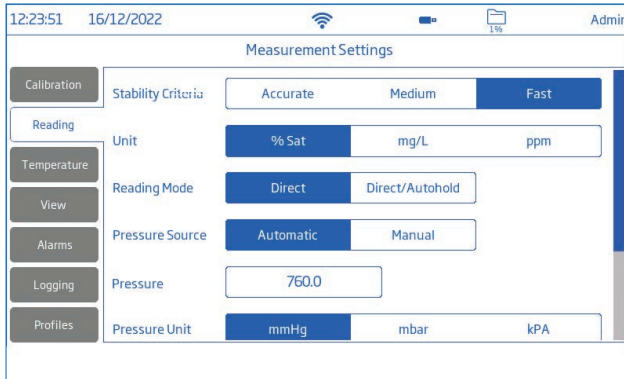 12:23:51 16/12/2022 1% Admin
Measurement Settings
Calibration
Reading
Temperature
View
Alarms
Logging
Profiles
Stability Criteria Accurate Medium Fast
Unit % Sat mg/L ppm
Reading Mode Direct Direct/Autohold
Pressure Source Automatic Manual
Pressure 760.0
Pressure Unit mmHg mbar kPA